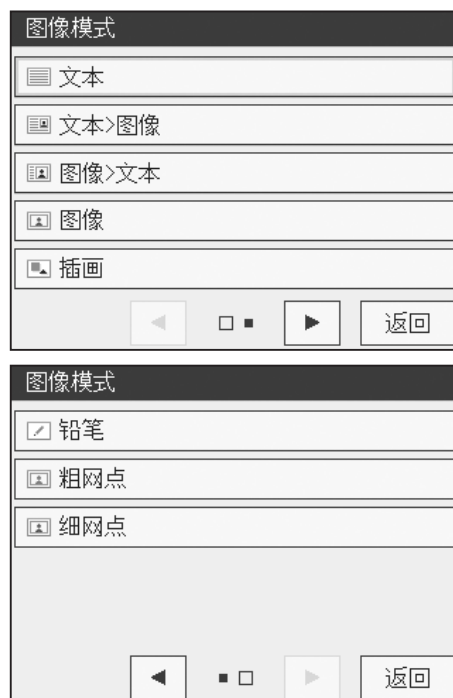 图像模式
文本
文本>图像
图像>文本
图像
插画
返回
图像模式
铅笔
粗网点
细网点
返回